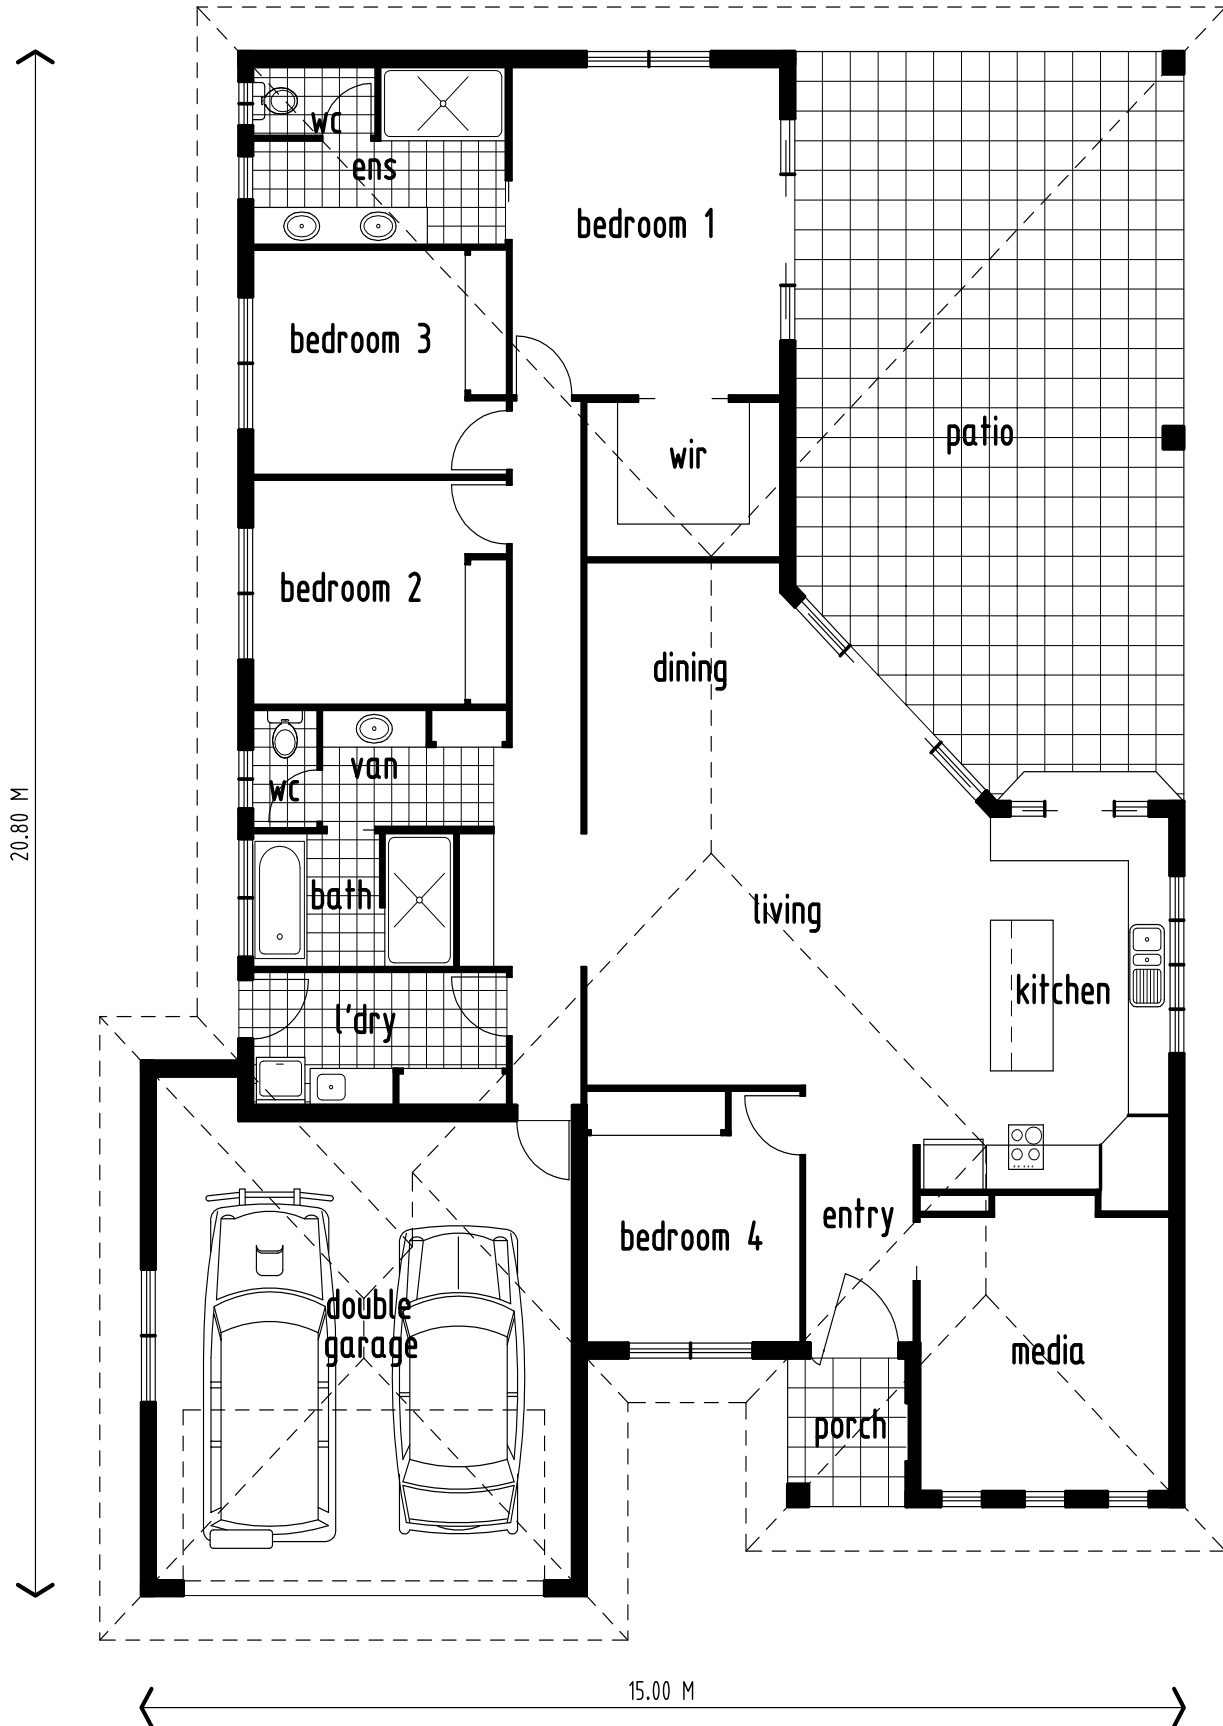 wc
ens
bedroom 1
bedroom 3
patio
wir
bedroom 2
dining
van
wc
20.80 M
bath
living
kitchen
l'dry
entry
bedroom 4
double
garage
media
porch
15.00 M